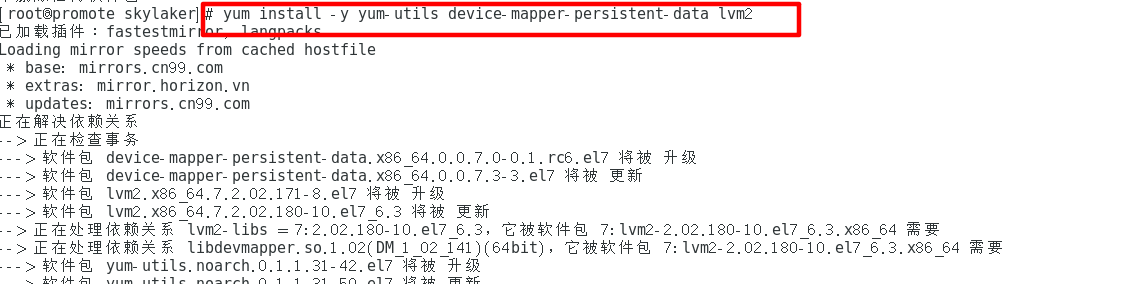 [root@promote skylaker]# yum install -y yum-utils device-mapper-persistent-data lvm2
已加载插件：fastestmirror, langpacks
Loading mirror speeds from cached hostfile
 * base: mirrors.cn99.com
 * extras: mirror.horizon.vn
 * updates: mirrors.cn99.com
正在解决依赖关系
--> 正在检查事务
---> 软件包 device-mapper-persistent-data.x86_64.0.0.7.0-0.1.rc6.el7 将被 升级
---> 软件包 device-mapper-persistent-data.x86_64.0.0.7.3-3.el7 将被 更新
---> 软件包 lvm2.x86_64.7.2.02.171-8.el7 将被 升级
---> 软件包 lvm2.x86_64.7.2.02.180-10.el7_6.3 将被 更新
--> 正在处理依赖关系 lvm2-libs = 7:2.02.180-10.el7_6.3，它被软件包 7:lvm2-2.02.180-10.el7_6.3.x86_64 需要
--> 正在处理依赖关系 libdevmapper.so.1.02(DM_1_02_141)(64bit)，它被软件包 7:lvm2-2.02.180-10.el7_6.3.x86_64 需要
---> 软件包 yum-utils.noarch.0.1.1.31-42.el7 将被 升级
---> 软件包 yum-utils.noarch.0.1.1.31-50.el7 将被 更新